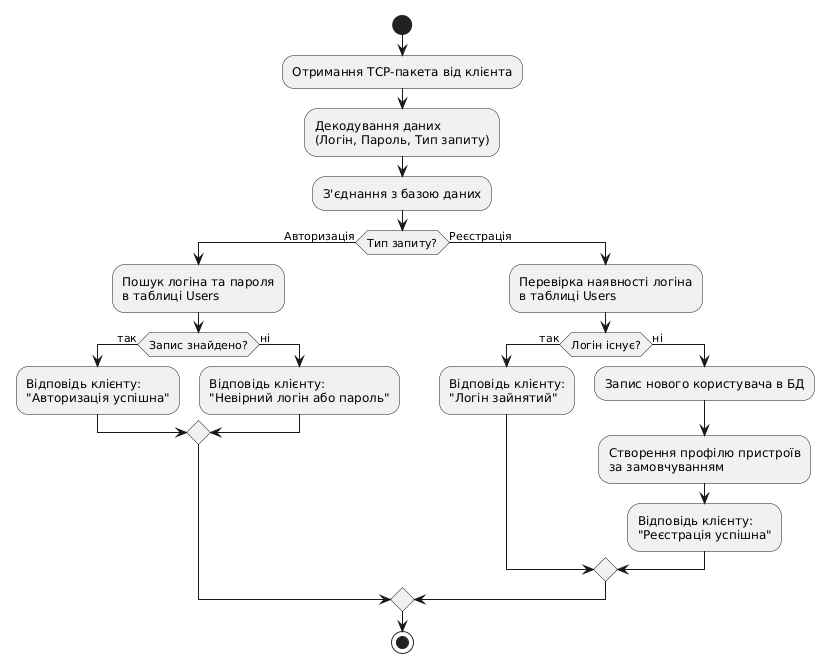 Отримання TCP-пакета від клієнта
Декодування даних
(Логін, Пароль, Тип запиту)
З'єднання з базою даних
Авторизація
Тип запиту?
Реєстрація
Пошук логіна та пароля
в таблиці Users
Перевірка наявності логіна
в таблиці Users
так
Запис знайдено?
ні
так
Логін існує?
ні
Відповідь клієнту:
"Авторизація успішна"
Відповідь клієнту:
"Невірний логін або пароль"
Відповідь клієнту:
"Логін зайнятий"
Запис нового користувача в БД
Створення профілю пристроїв
за замовчуванням
Відповідь клієнту:
"Реєстрація успішна"